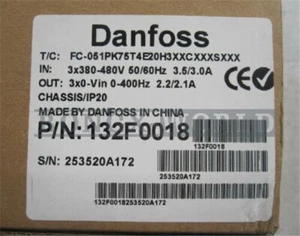 Danfoss
T/C: FC-051PK75T4E20H3XXCXXXSXXX
IN: 3x380-480V 50/60Hz 3.5/3.0A
OUT: 3x0-Vin 0-400Hz 2.2/2.1A
CHASSIS/IP20
MADE BY DANFOSS IN CHINA
P/N: 132F0018
132F0018
S/N: 253520A172
253520A172
132F0018253520A172